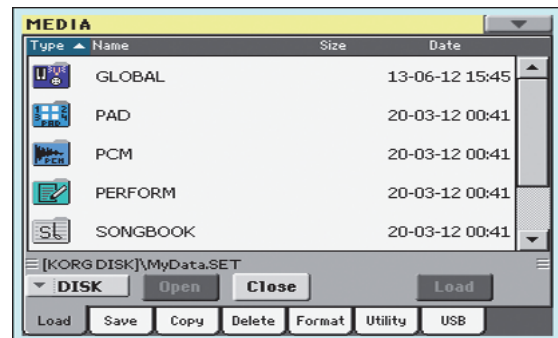 MEDIA
Type Name Size Date
GLOBAL 13-06-12 15:45
PAD 20-03-12 00:41
PCM 20-03-12 00:41
PERFORM 20-03-12 00:41
SONGBOOK 20-03-12 00:41
[KORG DISK]\MyData.SET
DISK Open Close Load
Load Save Copy Delete Format Utility USB